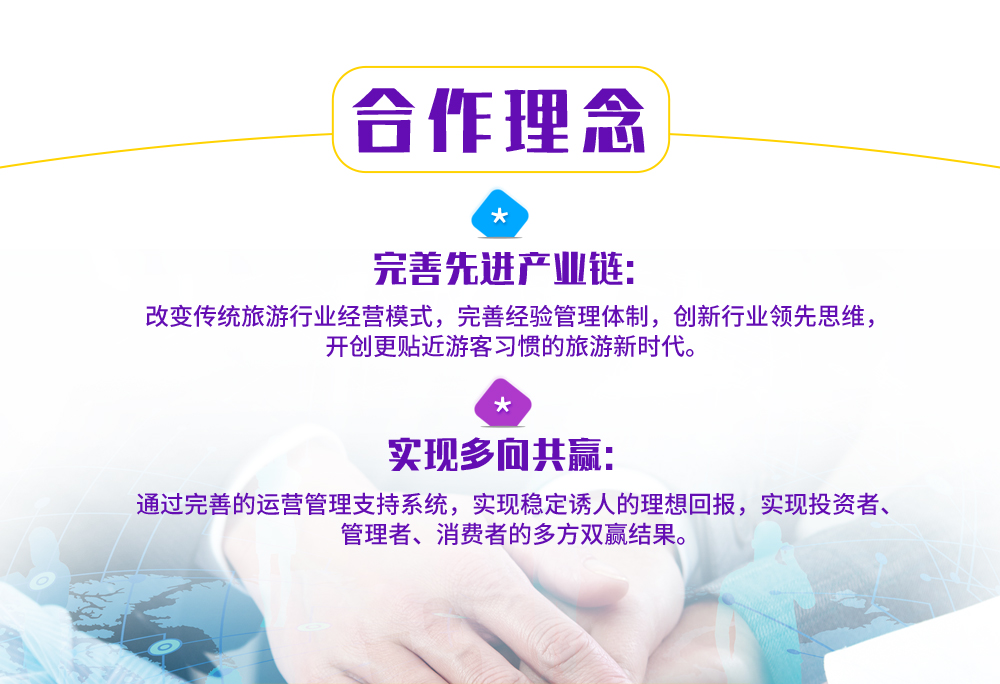 合作理念
完善先进产业链:
改变传统旅游行业经营模式，完善经验管理体制，创新行业领先思维，
开创更贴近游客习惯的旅游新时代。
实现多向共赢:
通过完善的运营管理支持系统，实现稳定诱人的理想回报，实现投资者、
管理者、消费者的多方双赢结果。